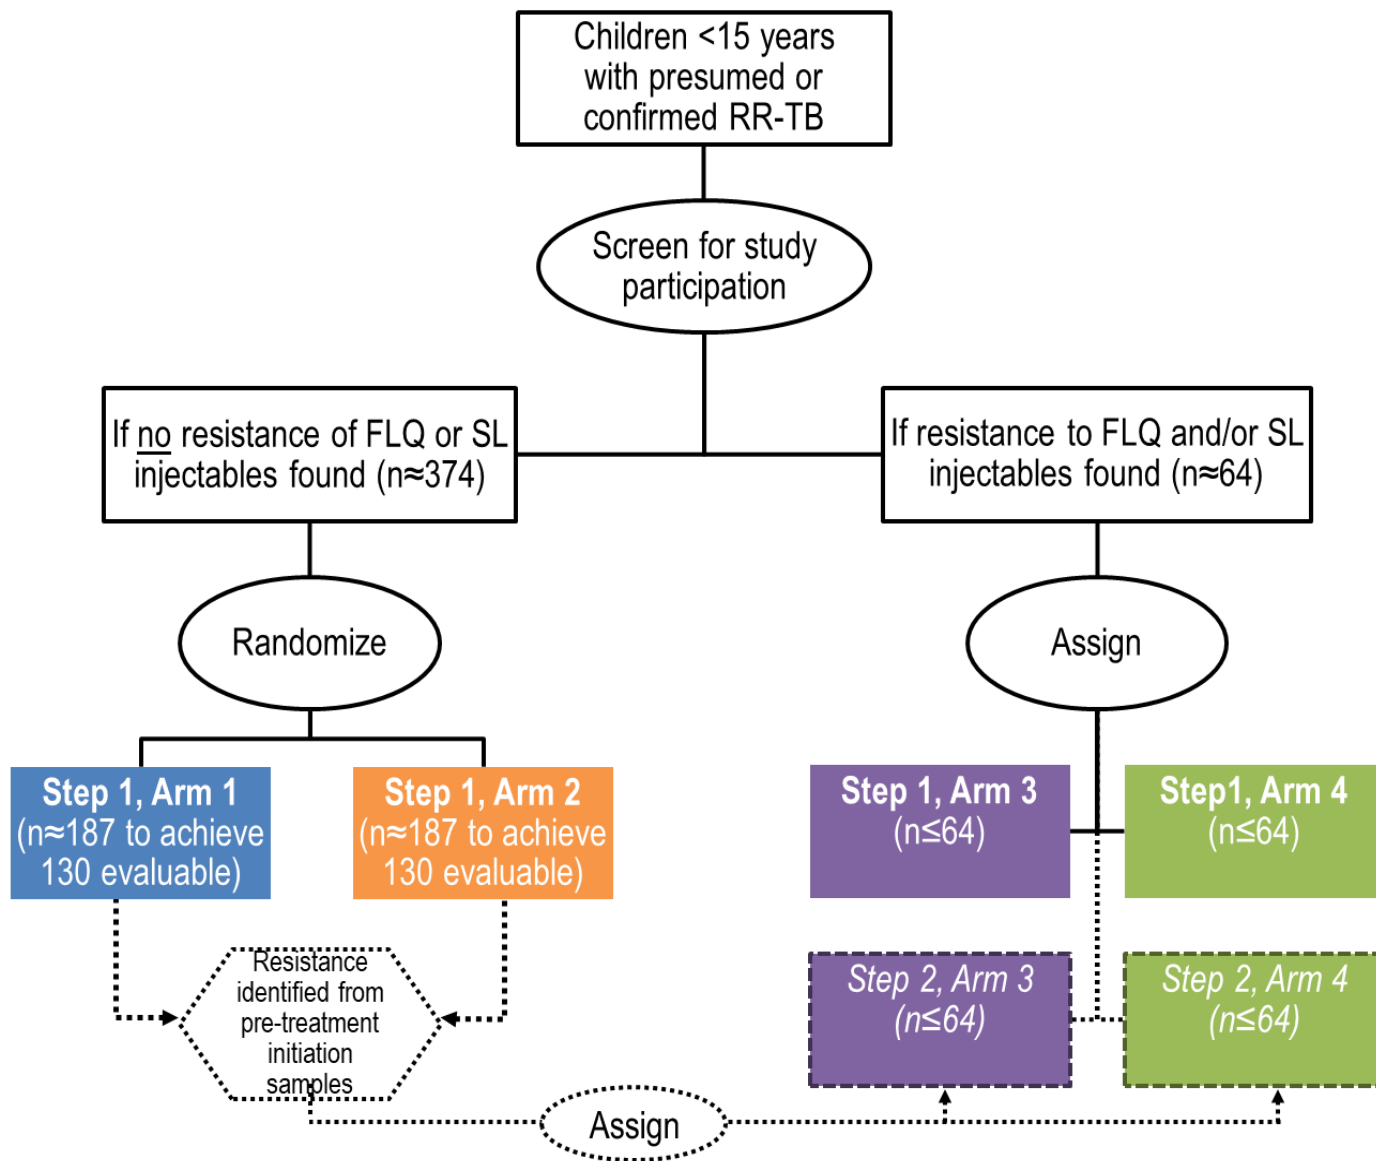 Children <15 years
with presumed or
confirmed RR-TB
Screen for study
participation
If no resistance of FLQ or SL
injectables found (n≈374)
If resistance to FLQ and/or SL
injectables found (n≈64)
Randomize
Assign
Step 1, Arm 1
(n≈187 to achieve
130 evaluable)
Step 1, Arm 2
(n≈187 to achieve
130 evaluable)
Step 1, Arm 3
(n≤64)
Step1, Arm 4
(n≤64)
Resistance
identified from
pre-treatment
initiation
samples
Step 2, Arm 3
(n≤64)
Step 2, Arm 4
(n≤64)
Assign